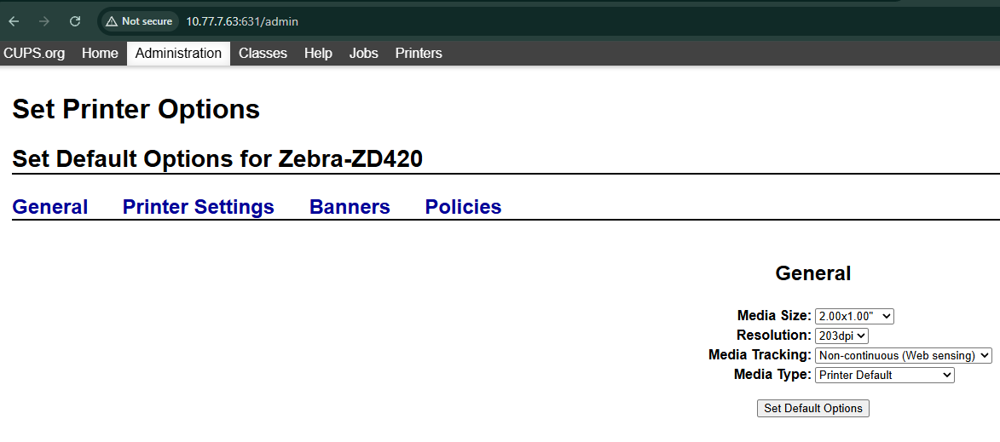 Not secure 10.77.7.63:631/admin
CUPS.org Home Administration Classes Help Jobs Printers
Set Printer Options
Set Default Options for Zebra-ZD420
General Printer Settings Banners Policies
General
Media Size: 2.00x1.00"
Resolution: 203dpi
Media Tracking: Non-continuous (Web sensing)
Media Type: Printer Default
Set Default Options